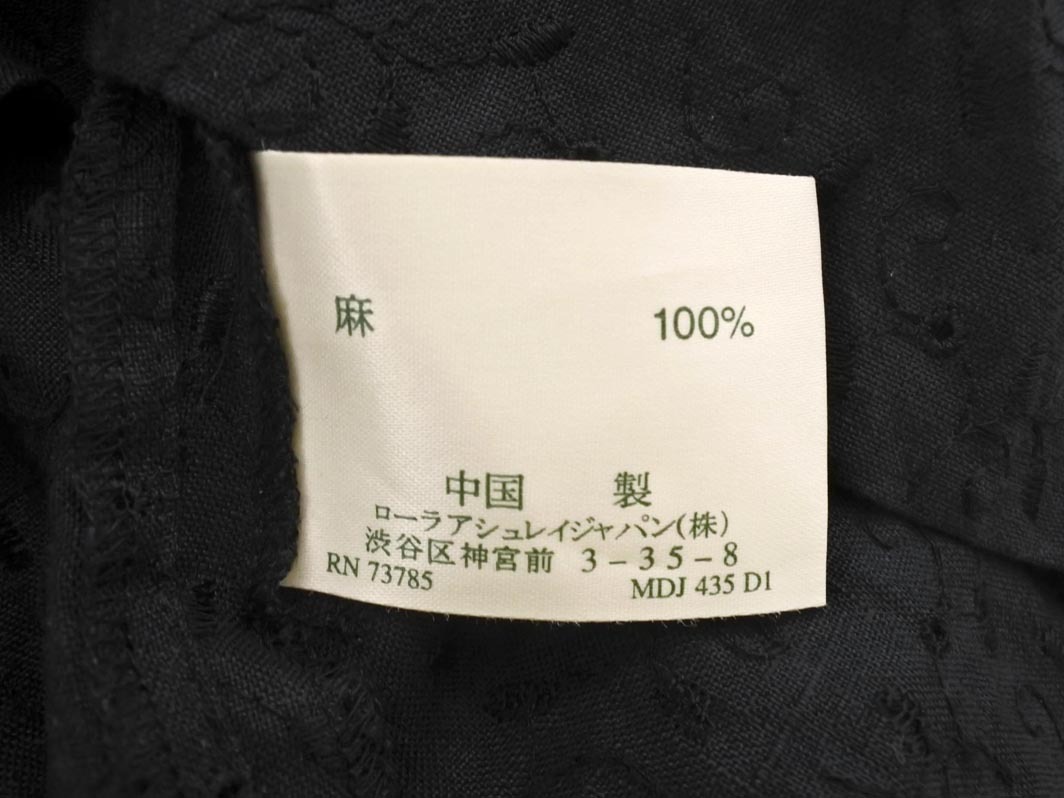 麻 100%
中国 製
ローラアシュレイジャパン(株)
渋谷区神宮前 3-35-8
RN 73785 MDJ 435 D1